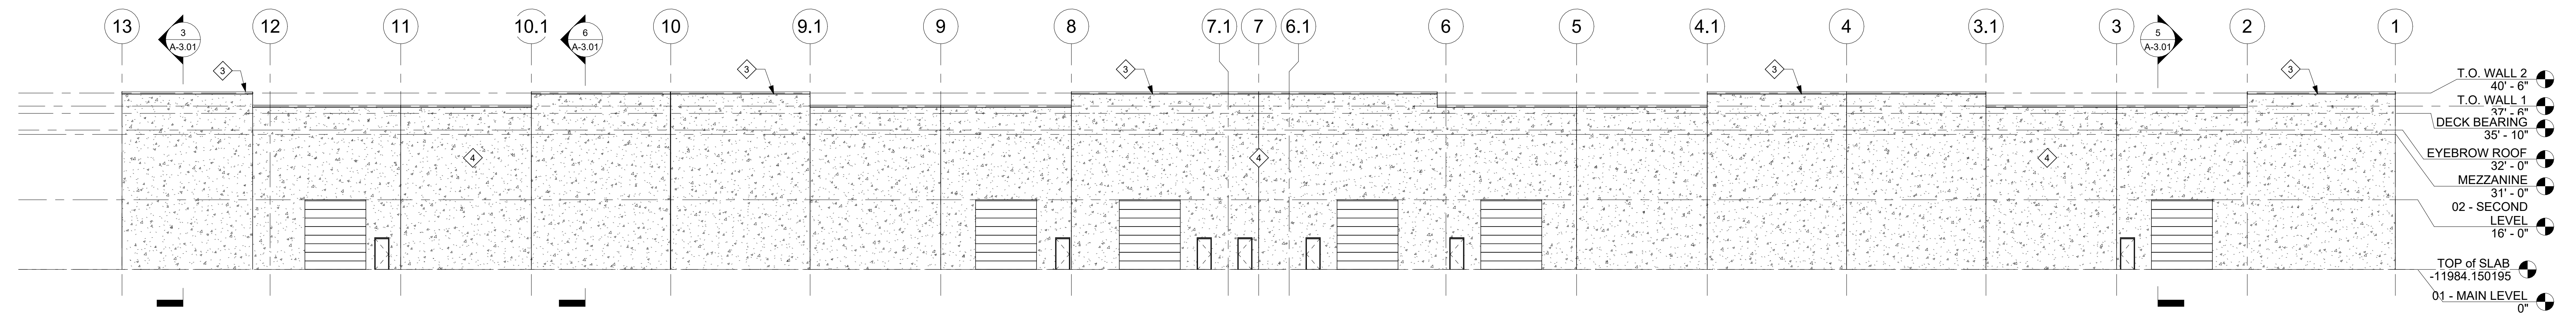 13
12
11
10.1
10
9.1
9
8
7.1
7
6.1
6
5
4.1
4
3.1
3
2
1
3
A-3.01
6
A-3.01
5
A-3.01
3
3
3
3
3
4
4
4
T.O. WALL 2
40' - 6"
T.O. WALL 1
37' - 6"
DECK BEARING
35' - 10"
EYEBROW ROOF
32' - 0"
MEZZANINE
31' - 0"
02 - SECOND
LEVEL
16' - 0"
TOP of SLAB
-11984.150195
01 - MAIN LEVEL
0"